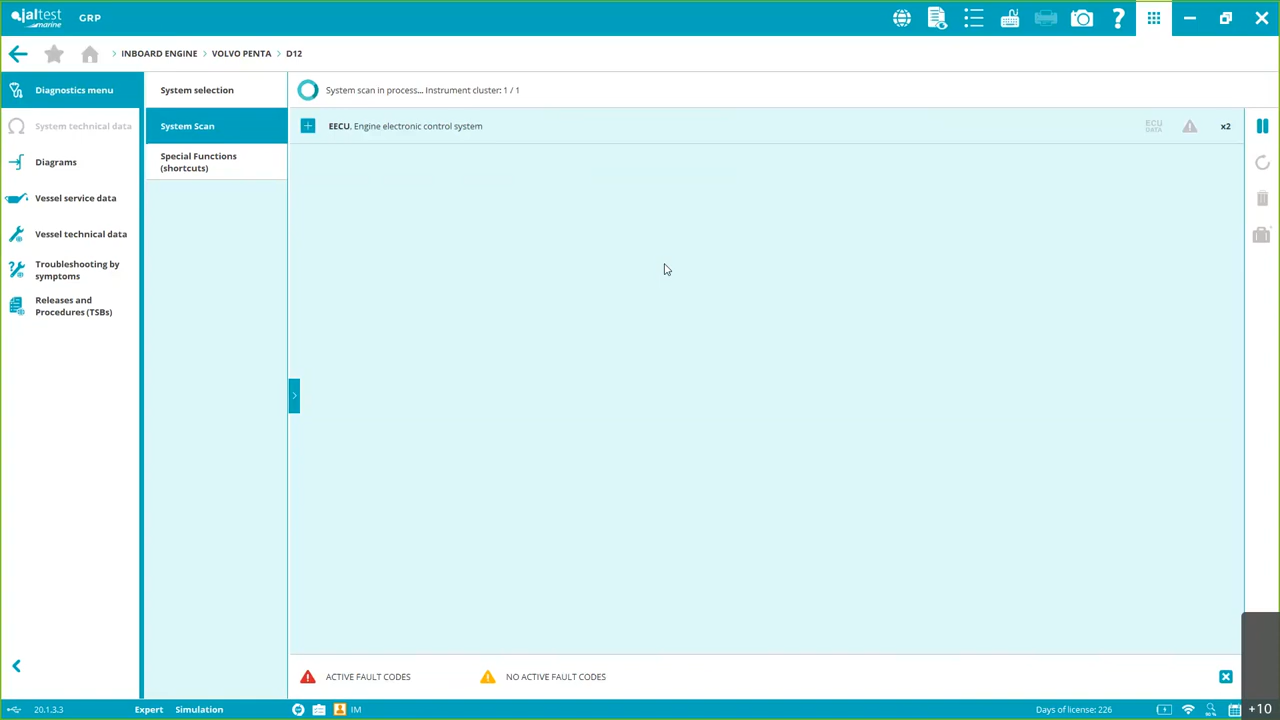 jaltest
marine
GRP
INBOARD ENGINE > VOLVO PENTA > D12
Diagnostics menu
System technical data
Diagrams
Vessel service data
Vessel technical data
Troubleshooting by
symptoms
Releases and
Procedures (TSBs)
System selection
System Scan
Special Functions
(shortcuts)
System scan in process... Instrument cluster: 1 / 1
EECU. Engine electronic control system
ECU
DATA
x2
ACTIVE FAULT CODES
NO ACTIVE FAULT CODES
20.1.3.3
Expert
Simulation
IM
Days of license: 226
+10